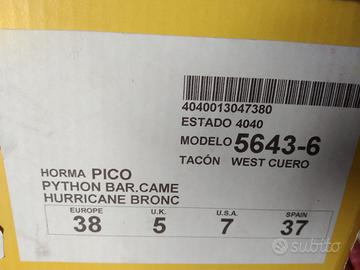 4040013047380
ESTADO 4040
MODELO 5643-6
TACÓN WEST CUERO
HORMA PICO
PYTHON BAR.CAME
HURRICANE BRONC
EUROPE U.K. U.S.A. SPAIN
38 5 7 37
subito